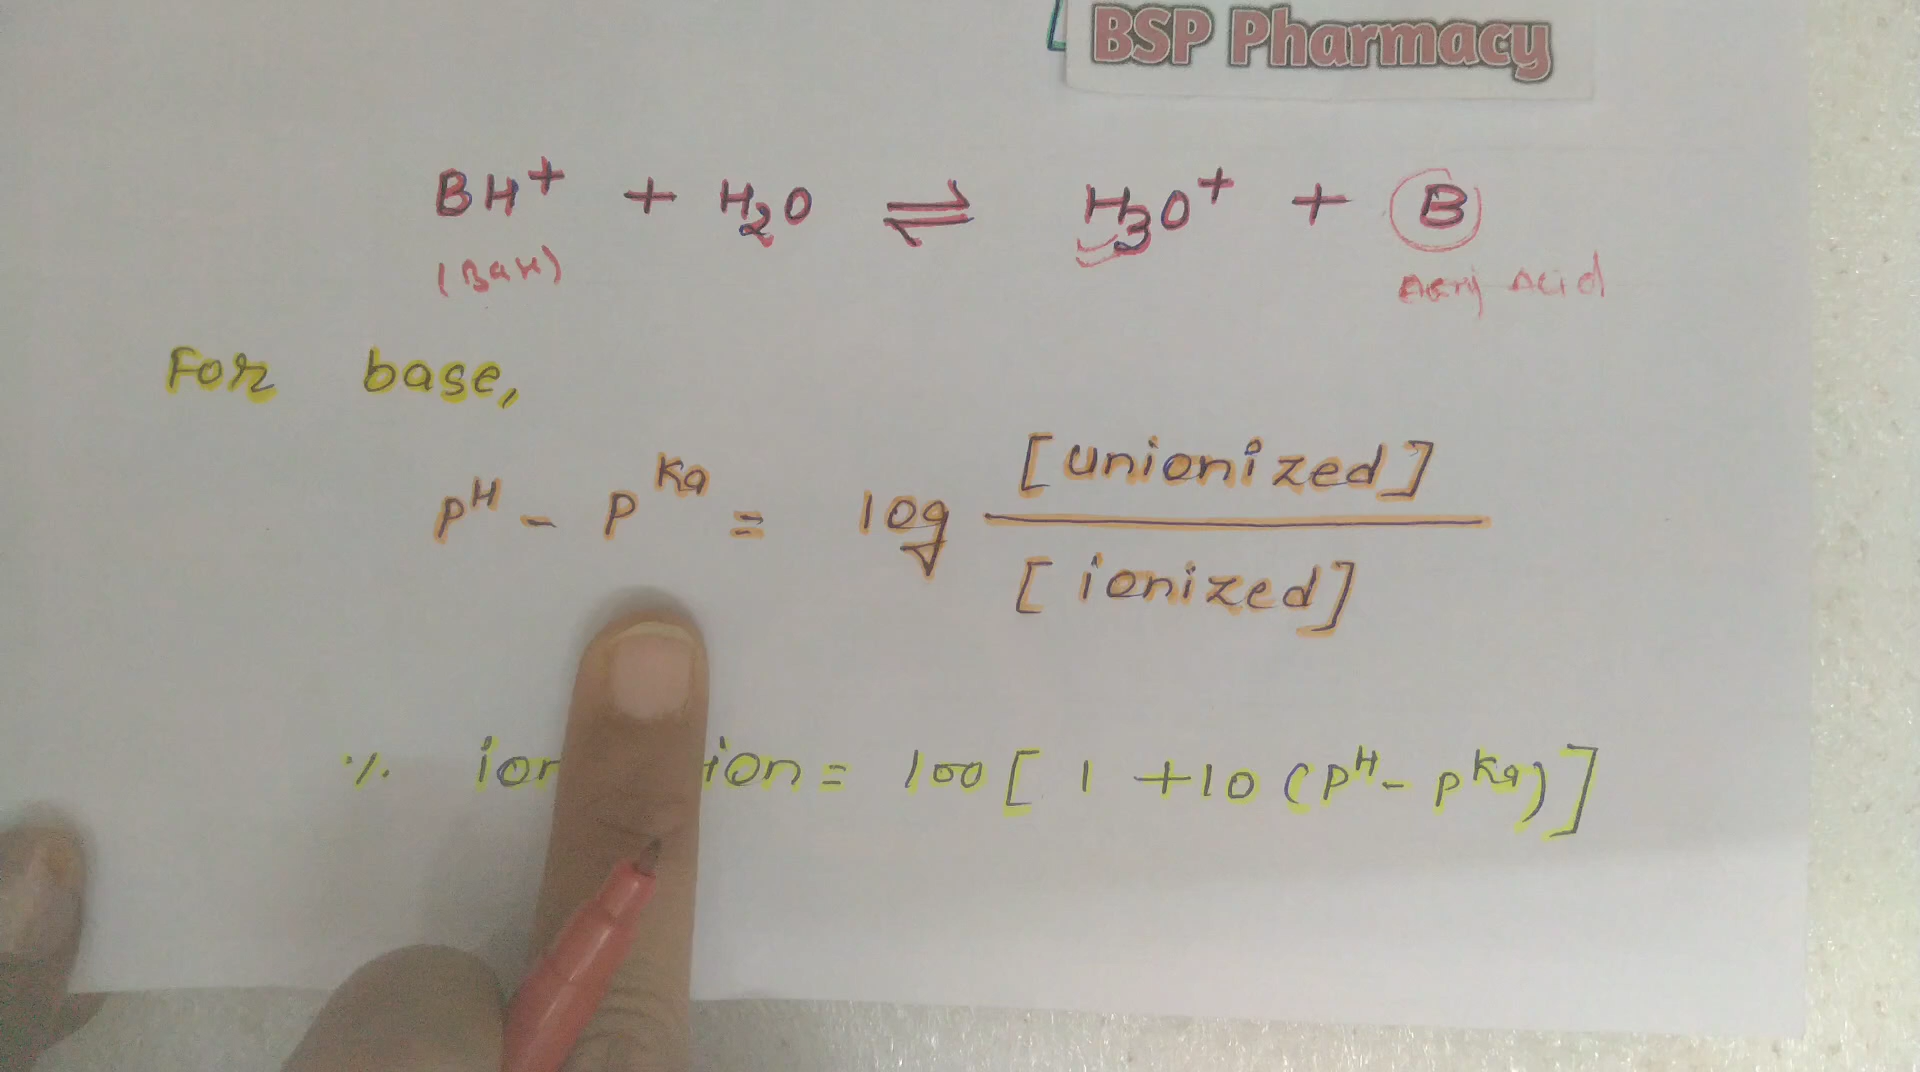 BSP Pharmacy
BH⁺ + H₂O ⇌ H₃O⁺ + B
Acid
For base,
pH - pKa = log [unionized] / [ionized]
% ion ion = 100 [ 1 + 10 (pH - pKa) ]